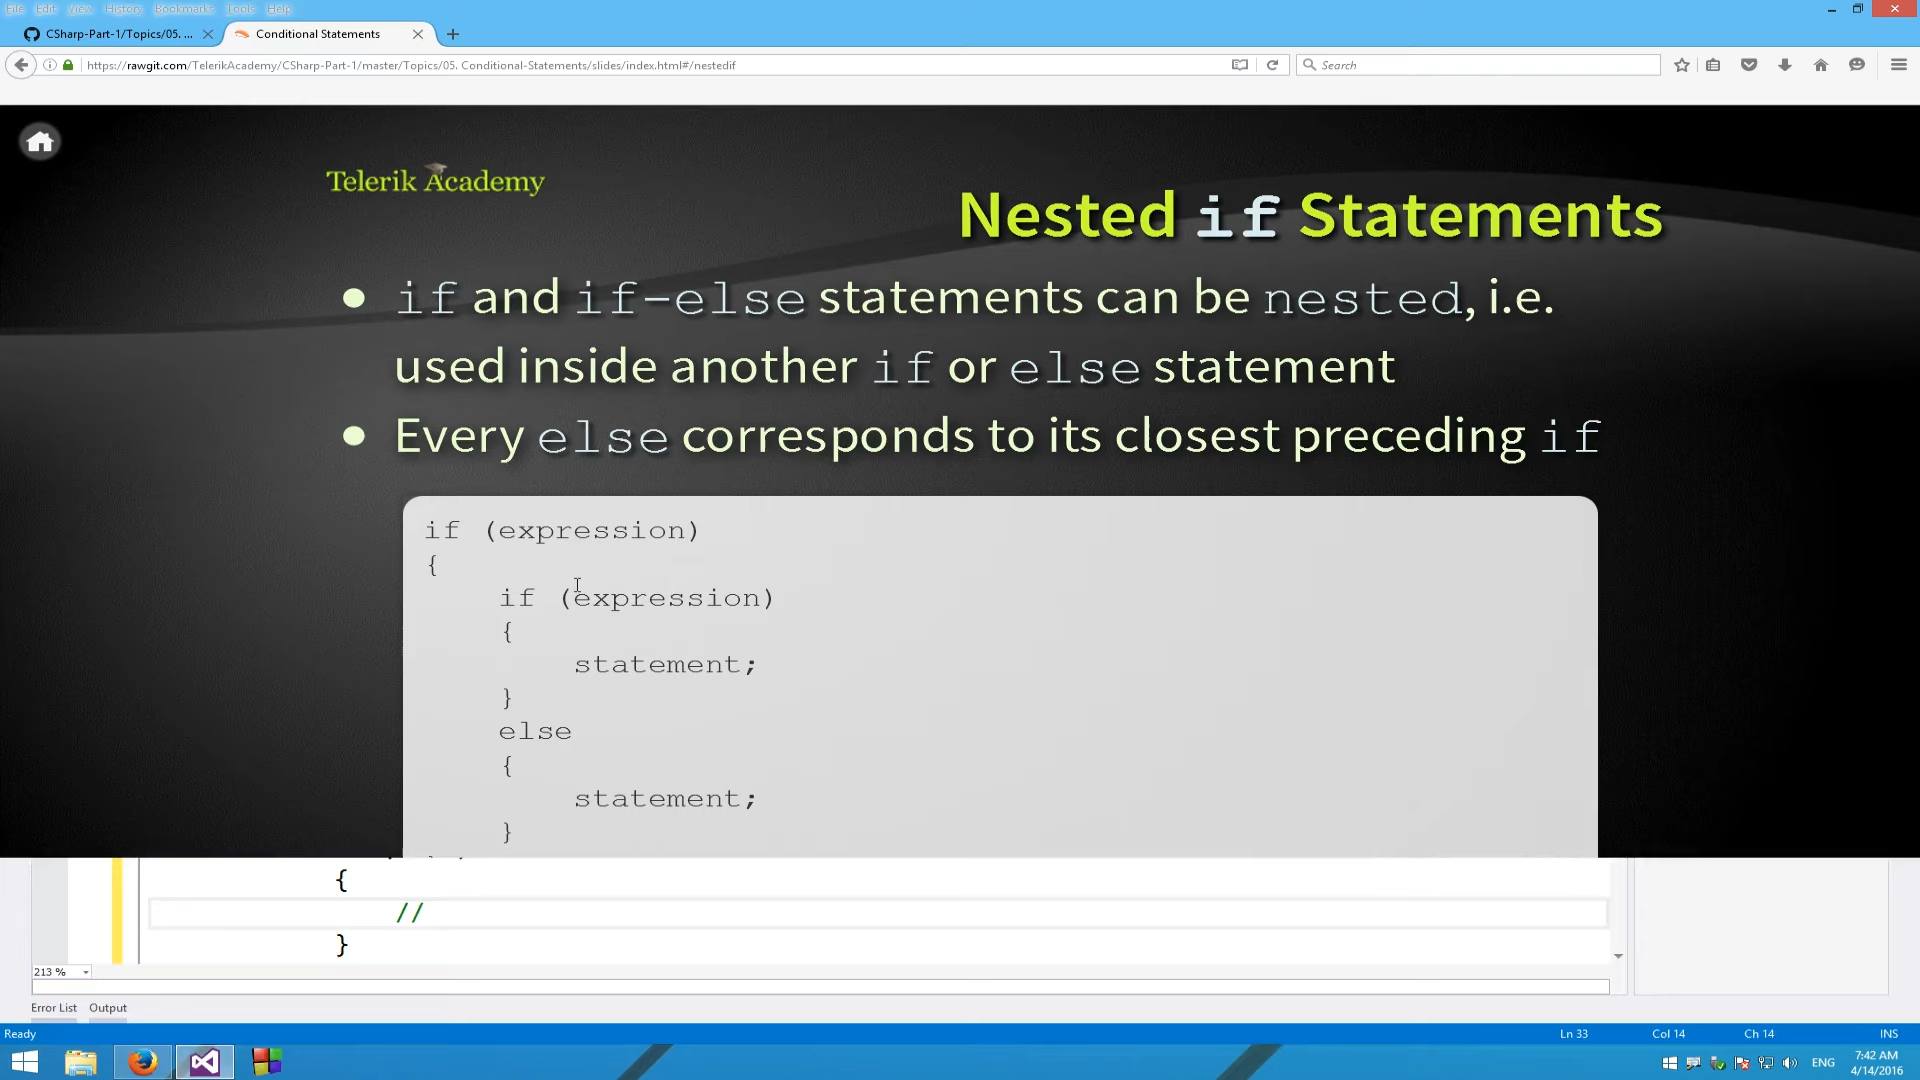 File Edit View History Bookmarks Tools Help
CSharp-Part-1/Topics/05. ...
Conditional Statements
https://rawgit.com/TelerikAcademy/CSharp-Part-1/master/Topics/05. Conditional-Statements/slides/index.html#/nestedif
Search
Telerik Academy
Nested if Statements
if and if-else statements can be nested, i.e.
used inside another if or else statement
Every else corresponds to its closest preceding if
if (expression)
{
if (expression)
{
statement;
}
else
{
statement;
}
{
//
}
213 %
Error List Output
Ready Ln 33 Col 14 Ch 14 INS
ENG
7:42 AM
4/14/2016